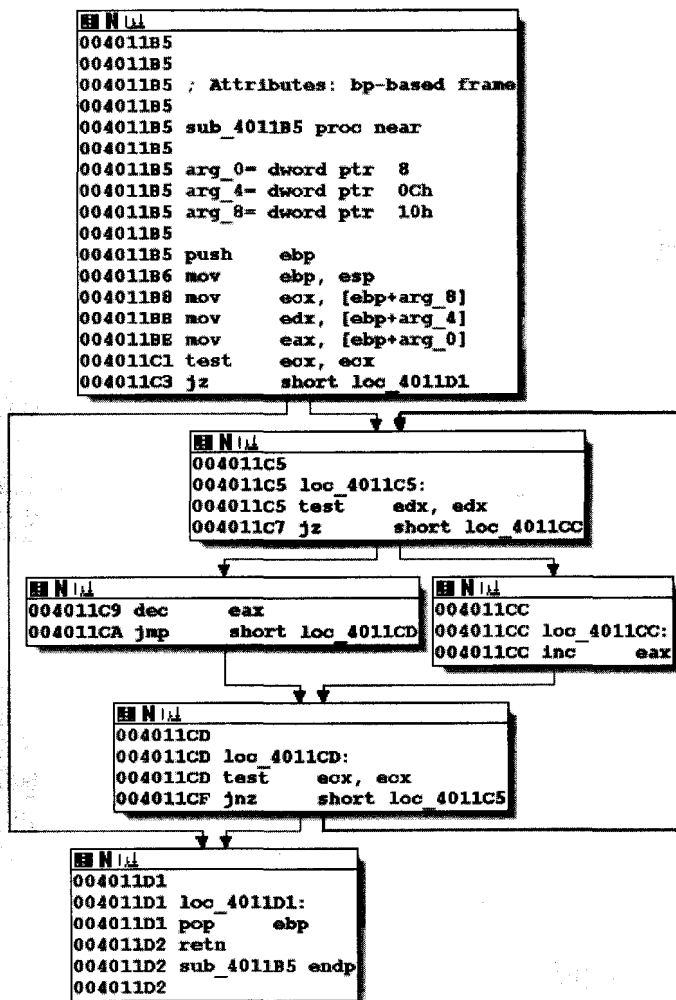 004011B5
004011B5
004011B5 ; Attributes: bp-based frame
004011B5
004011B5 sub_4011B5 proc near
004011B5
004011B5 arg_0= dword ptr 8
004011B5 arg_4= dword ptr 0Ch
004011B5 arg_8= dword ptr 10h
004011B5
004011B5 push ebp
004011B6 mov ebp, esp
004011B8 mov ecx, [ebp+arg_8]
004011BB mov edx, [ebp+arg_4]
004011BE mov eax, [ebp+arg_0]
004011C1 test ecx, ecx
004011C3 jz short loc_4011D1
004011C5
004011C5 loc_4011C5:
004011C5 test edx, edx
004011C7 jz short loc_4011CC
004011C9 dec eax
004011CA jmp short loc_4011CD
004011CC
004011CC loc_4011CC:
004011CC inc eax
004011CD
004011CD loc_4011CD:
004011CD test ecx, ecx
004011CF jnz short loc_4011C5
004011D1
004011D1 loc_4011D1:
004011D1 pop ebp
004011D2 retn
004011D2 sub_4011B5 endp
004011D2